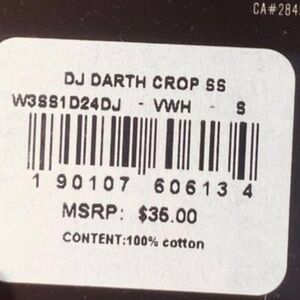 CA#284
DJ DARTH CROP SS
W3SS1D24DJ - VWH - S
1 90107 60613 4
MSRP: $35.00
CONTENT:100% cotton